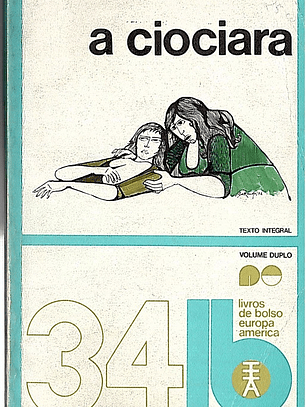 a ciociara
TEXTO INTEGRAL
VOLUME DUPLO
34
livros
de bolso
europa
america